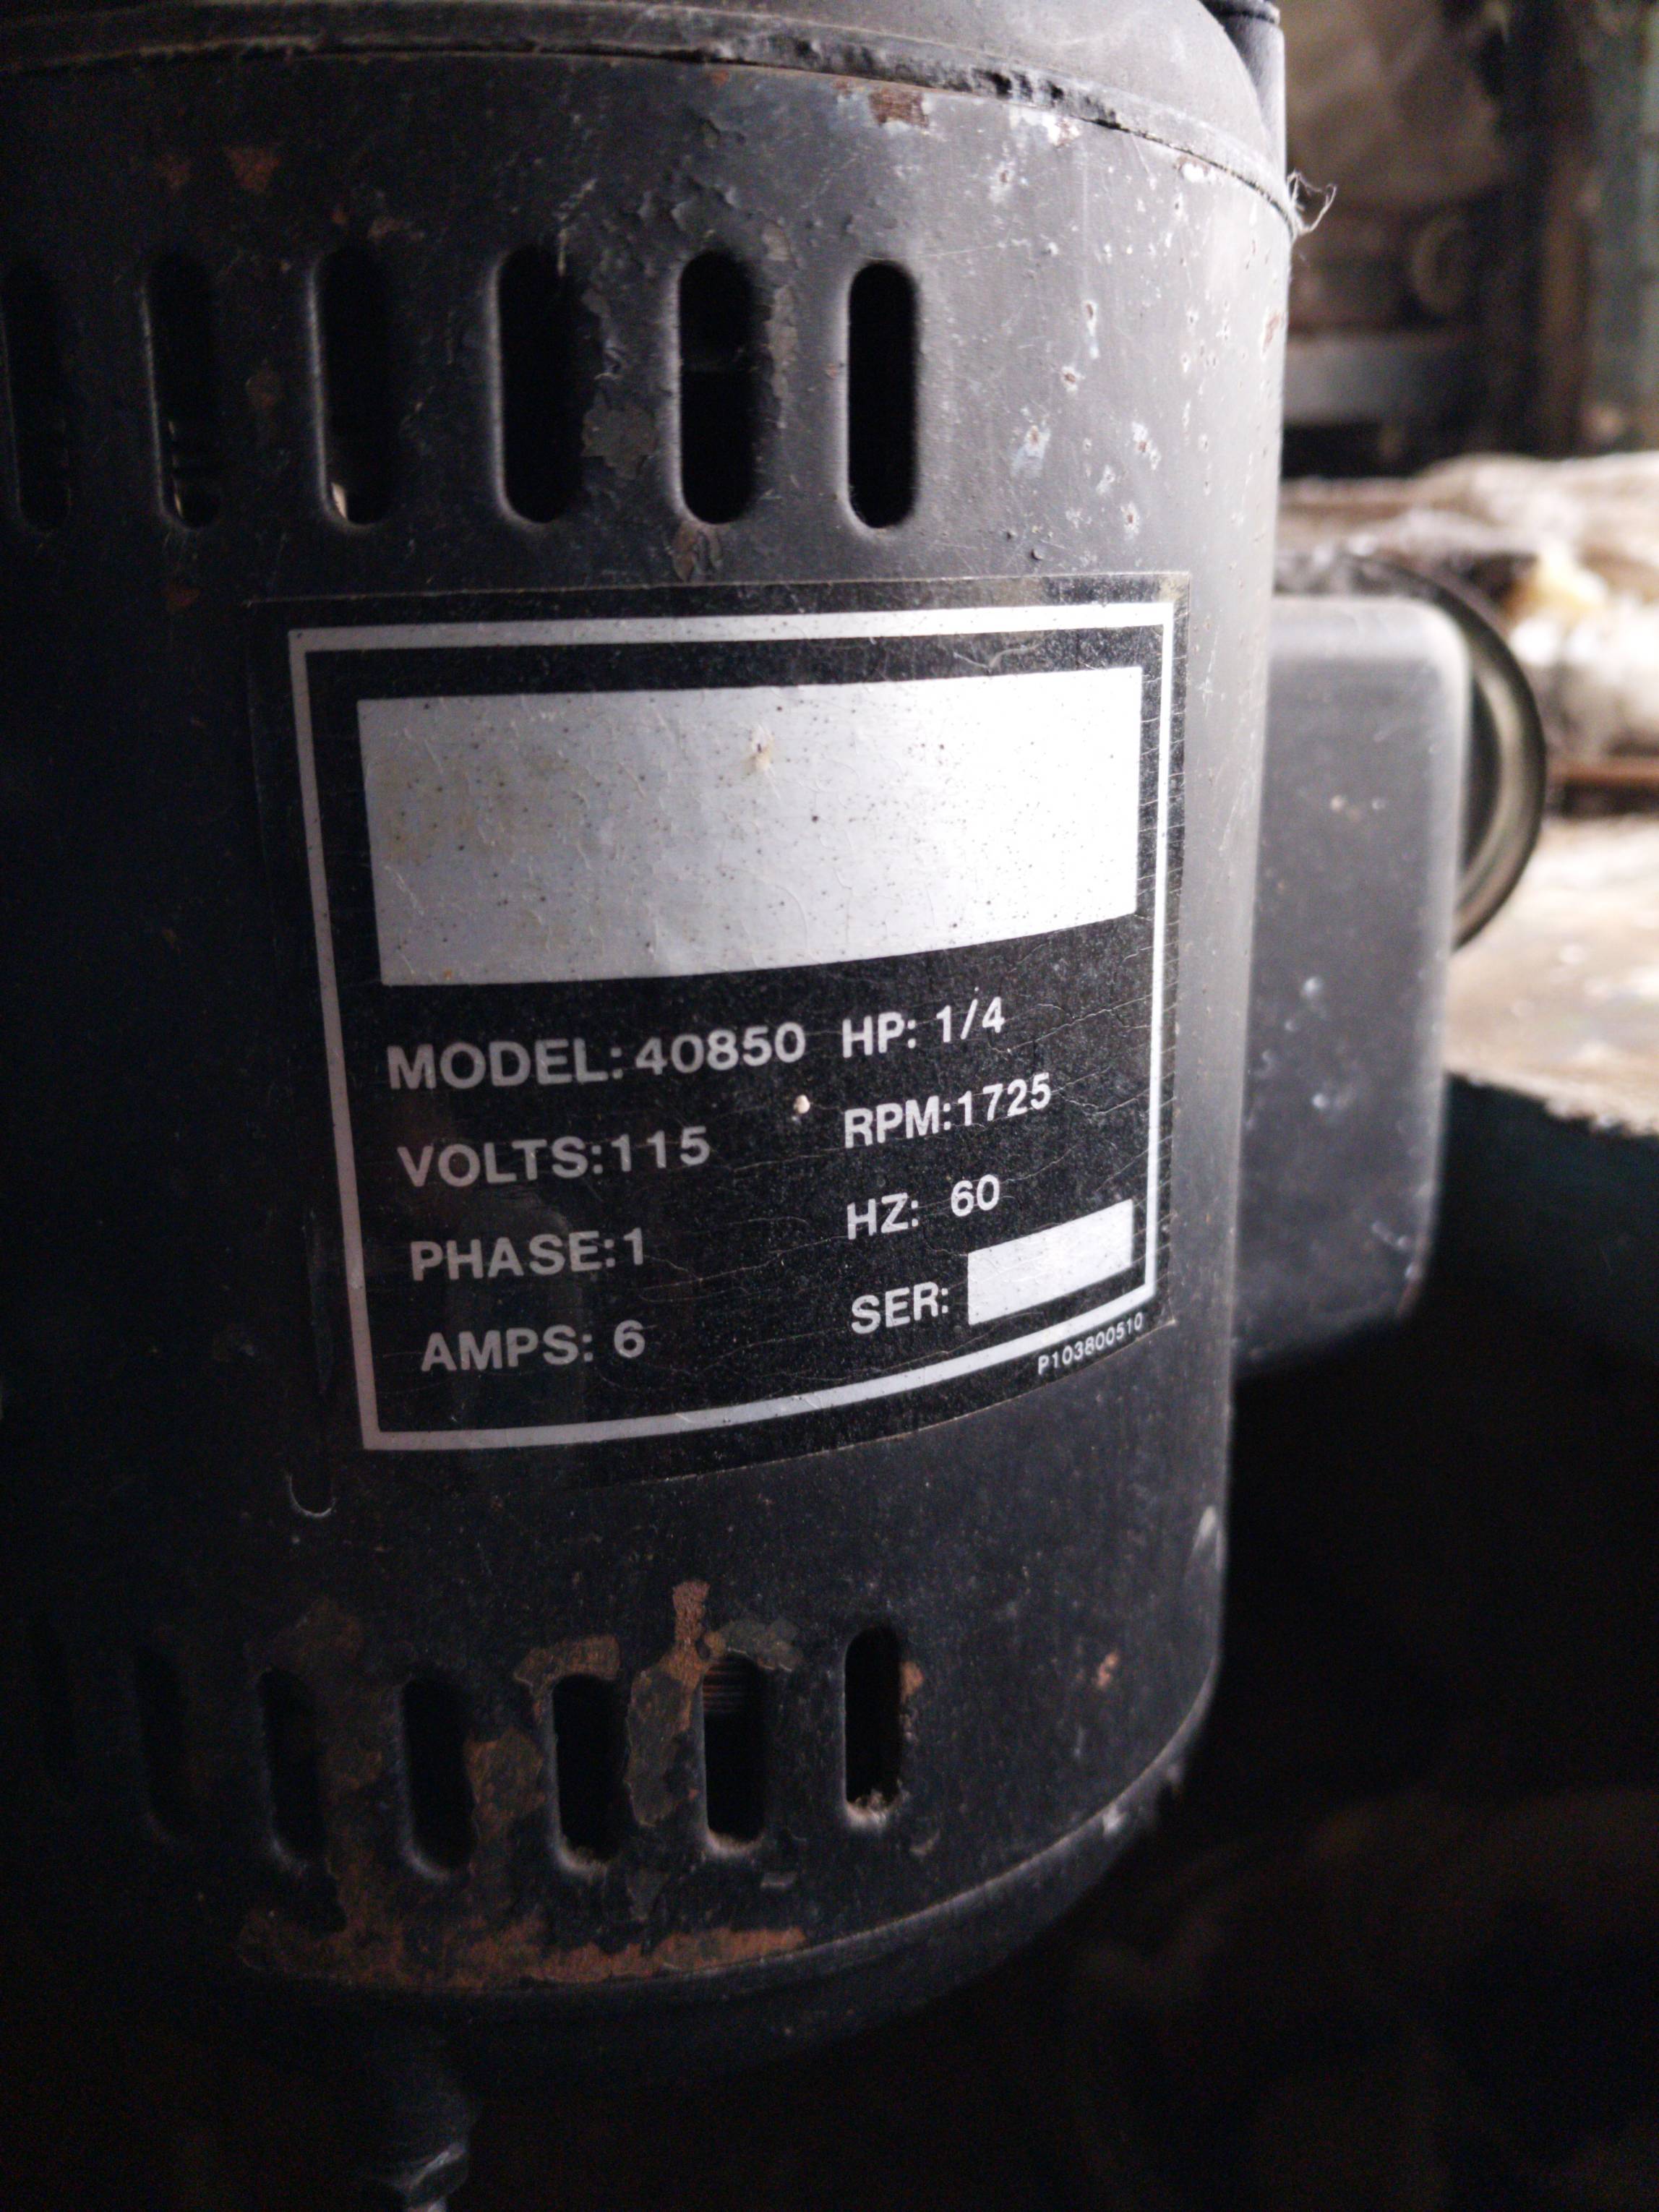 MODEL:40850 HP: 1/4
VOLTS:115 RPM:1725
PHASE:1 HZ: 60
AMPS: 6 SER:
P103800510